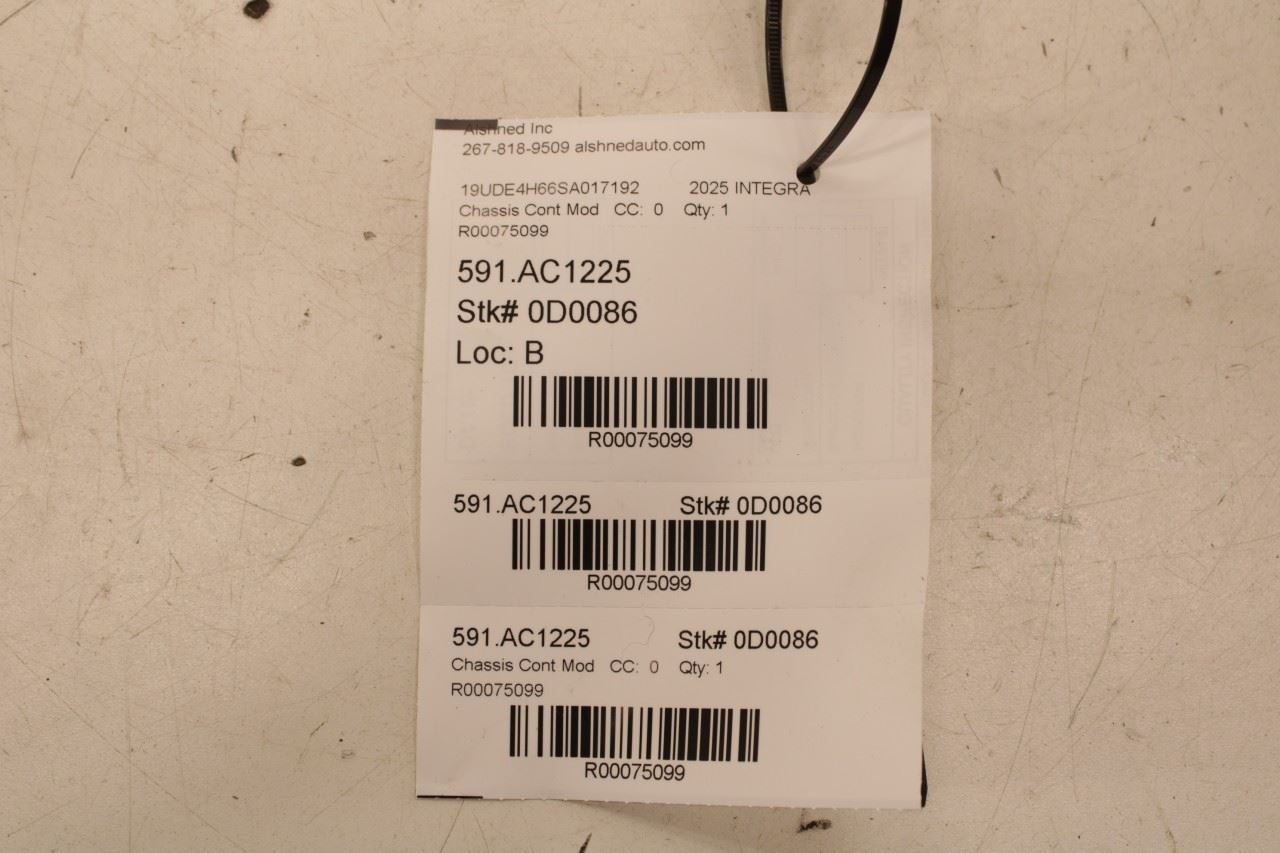 Alshned Inc
267-818-9509 alshnedauto.com
19UDE4H66SA017192 2025 INTEGRA
Chassis Cont Mod CC: 0 Qty: 1
R00075099
591.AC1225
Stk# 0D0086
Loc: B
R00075099
591.AC1225 Stk# 0D0086
R00075099
591.AC1225 Stk# 0D0086
Chassis Cont Mod CC: 0 Qty: 1
R00075099
R00075099